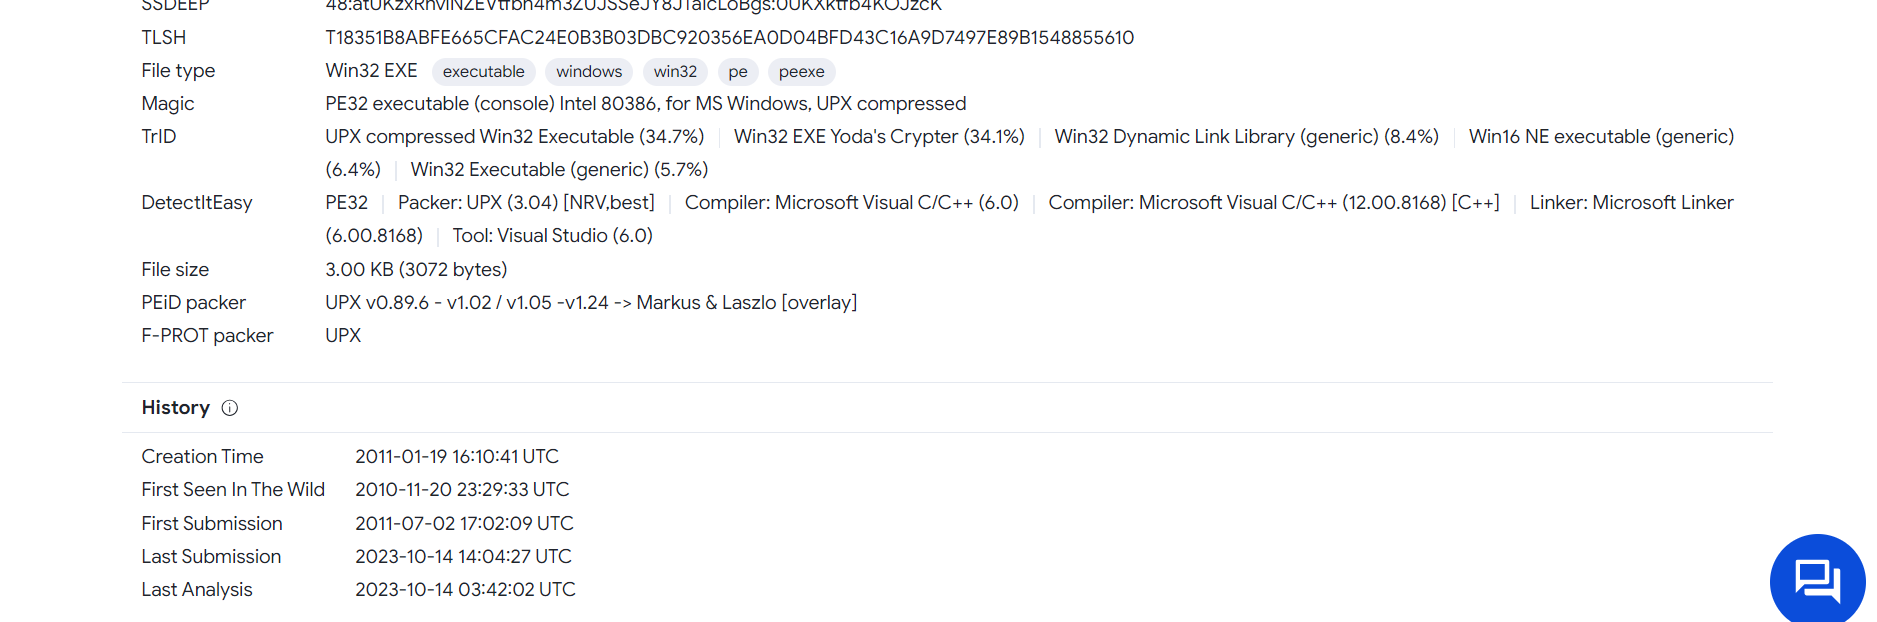 SSDEEP
TLSH T18351B8ABFE665CFAC24E0B3B03DBC920356EA0D04BFD43C16A9D7497E89B1548855610
File type Win32 EXE executable windows win32 pe peexe
Magic PE32 executable (console) Intel 80386, for MS Windows, UPX compressed
TrID UPX compressed Win32 Executable (34.7%) | Win32 EXE Yoda's Crypter (34.1%) | Win32 Dynamic Link Library (generic) (8.4%) | Win16 NE executable (generic)
(6.4%) | Win32 Executable (generic) (5.7%)
DetectItEasy PE32 | Packer: UPX (3.04) [NRV,best] | Compiler: Microsoft Visual C/C++ (6.0) | Compiler: Microsoft Visual C/C++ (12.00.8168) [C++] | Linker: Microsoft Linker
(6.00.8168) | Tool: Visual Studio (6.0)
File size 3.00 KB (3072 bytes)
PEiD packer UPX v0.89.6 - v1.02 / v1.05 -v1.24 -> Markus & Laszlo [overlay]
F-PROT packer UPX
History
Creation Time 2011-01-19 16:10:41 UTC
First Seen In The Wild 2010-11-20 23:29:33 UTC
First Submission 2011-07-02 17:02:09 UTC
Last Submission 2023-10-14 14:04:27 UTC
Last Analysis 2023-10-14 03:42:02 UTC